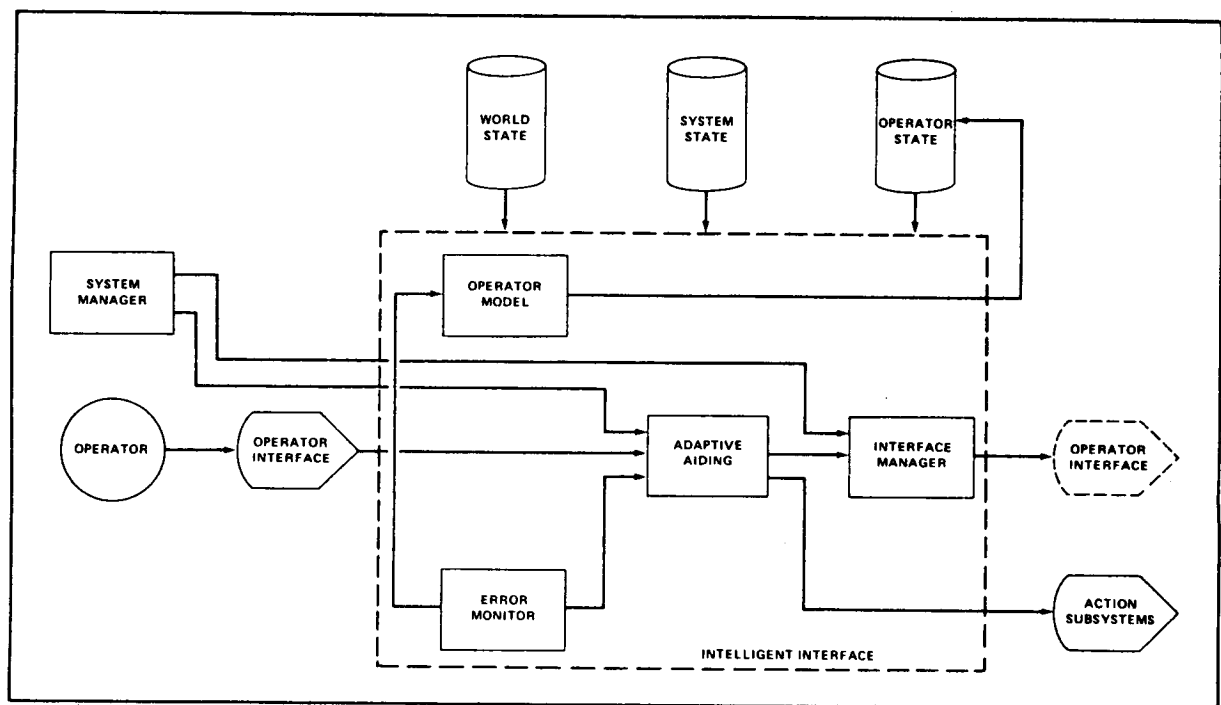 WORLD
STATE
SYSTEM
STATE
OPERATOR
STATE
SYSTEM
MANAGER
OPERATOR
MODEL
OPERATOR
OPERATOR
INTERFACE
ADAPTIVE
AIDING
INTERFACE
MANAGER
OPERATOR
INTERFACE
ERROR
MONITOR
ACTION
SUBSYSTEMS
INTELLIGENT INTERFACE